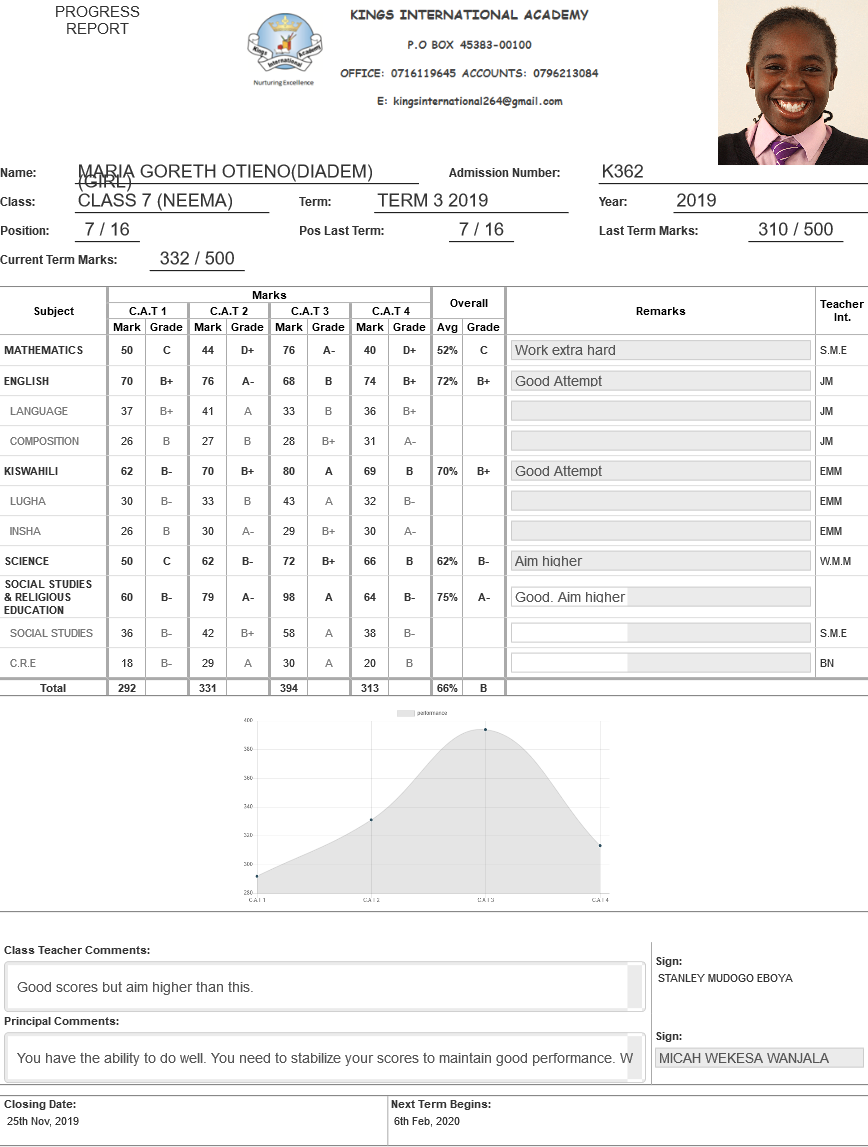 PROGRESS
REPORT
KINGS INTERNATIONAL ACADEMY
P.O BOX 45383-00100
OFFICE: 0716119645 ACCOUNTS: 0796213084
E: kingsinternational264@gmail.com
Kings International Academy
Nurturing Excellence
Name: MARIA GORETH OTIENO(DIADEM) (GIRL) Admission Number: K362
Class: CLASS 7 (NEEMA) Term: TERM 3 2019 Year: 2019
Position: 7 / 16 Pos Last Term: 7 / 16 Last Term Marks: 310 / 500
Current Term Marks: 332 / 500
Subject Marks Overall Remarks Teacher Int.
C.A.T 1 C.A.T 2 C.A.T 3 C.A.T 4
Mark Grade Mark Grade Mark Grade Mark Grade Avg Grade
MATHEMATICS 50 C 44 D+ 76 A- 40 D+ 52% C Work extra hard S.M.E
ENGLISH 70 B+ 76 A- 68 B 74 B+ 72% B+ Good Attempt JM
LANGUAGE 37 B+ 41 A 33 B 36 B+ JM
COMPOSITION 26 B 27 B 28 B+ 31 A- JM
KISWAHILI 62 B- 70 B+ 80 A 69 B 70% B+ Good Attempt EMM
LUGHA 30 B- 33 B 43 A 32 B- EMM
INSHA 26 B 30 A- 29 B+ 30 A- EMM
SCIENCE 50 C 62 B- 72 B+ 66 B 62% B- Aim higher W.M.M
SOCIAL STUDIES & RELIGIOUS EDUCATION 60 B- 79 A- 98 A 64 B- 75% A- Good. Aim higher
SOCIAL STUDIES 36 B- 42 B+ 58 A 38 B- S.M.E
C.R.E 18 B- 29 A 30 A 20 B BN
Total 292 331 394 313 66% B
performance
400
380
360
340
320
300
280
C.A.T 1 C.A.T 2 C.A.T 3 C.A.T 4
Class Teacher Comments:
Good scores but aim higher than this.
Sign:
STANLEY MUDOGO EBOYA
Principal Comments:
You have the ability to do well. You need to stabilize your scores to maintain good performance. W
Sign:
MICAH WEKESA WANJALA
Closing Date: Next Term Begins:
25th Nov, 2019 6th Feb, 2020